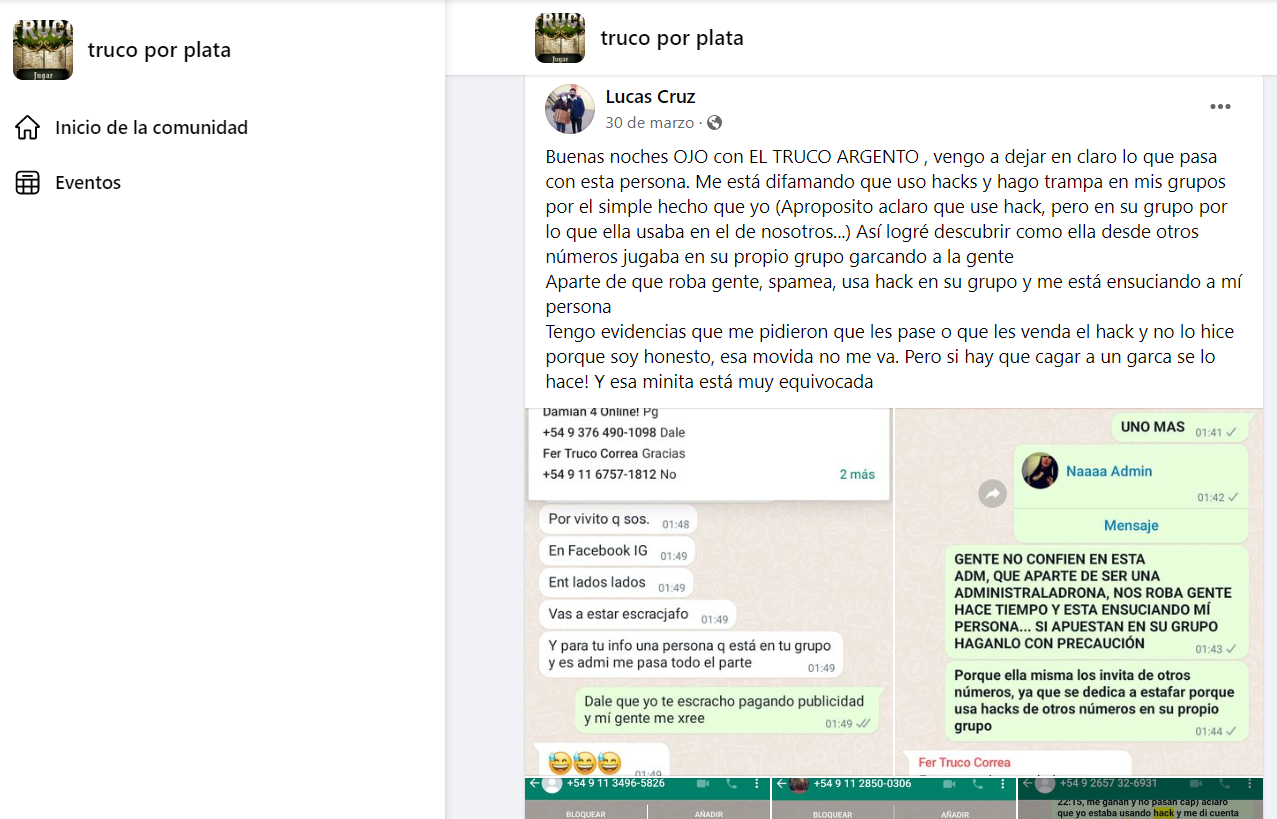 TRUCO
Jugar
truco por plata
Inicio de la comunidad
Eventos
TRUCO
Jugar
truco por plata
Lucas Cruz
30 de marzo ·
Buenas noches OJO con EL TRUCO ARGENTO , vengo a dejar en claro lo que pasa
con esta persona. Me está difamando que uso hacks y hago trampa en mis grupos
por el simple hecho que yo (Aproposito aclaro que use hack, pero en su grupo por
lo que ella usaba en el de nosotros...) Así logré descubrir como ella desde otros
números jugaba en su propio grupo garcando a la gente
Aparte de que roba gente, spamea, usa hack en su grupo y me está ensuciando a mí
persona
Tengo evidencias que me pidieron que les pase o que les venda el hack y no lo hice
porque soy honesto, esa movida no me va. Pero si hay que cagar a un garca se lo
hace! Y esa minita está muy equivocada
Damian 4 Online! Pg
+54 9 376 490-1098 Dale
Fer Truco Correa Gracias
+54 9 11 6757-1812 No
2 más
Por vivito q sos. 01:48
En Facebook IG 01:49
Ent lados lados 01:49
Vas a estar escracjafo 01:49
Y para tu info una persona q está en tu grupo
y es admi me pasa todo el parte 01:49
Dale que yo te escracho pagando publicidad
y mí gente me xree 01:49
01:49
UNO MAS 01:41
Naaaa Admin
01:42
Mensaje
GENTE NO CONFIEN EN ESTA
ADM, QUE APARTE DE SER UNA
ADMINISTRALADRONA, NOS ROBA GENTE
HACE TIEMPO Y ESTA ENSUCIANDO MÍ
PERSONA... SI APUESTAN EN SU GRUPO
HAGANLO CON PRECAUCIÓN 01:43
Porque ella misma los invita de otros
números, ya que se dedica a estafar porque
usa hacks de otros números en su propio
grupo 01:44
Fer Truco Correa
+54 9 11 3496-5826
BLOQUEAR AÑADIR
+54 9 11 2850-0306
BLOQUEAR AÑADIR
+54 9 2657 32-6931
22:15, me ganan y no pasan cap) aclaro
que yo estaba usando hack y me di cuenta